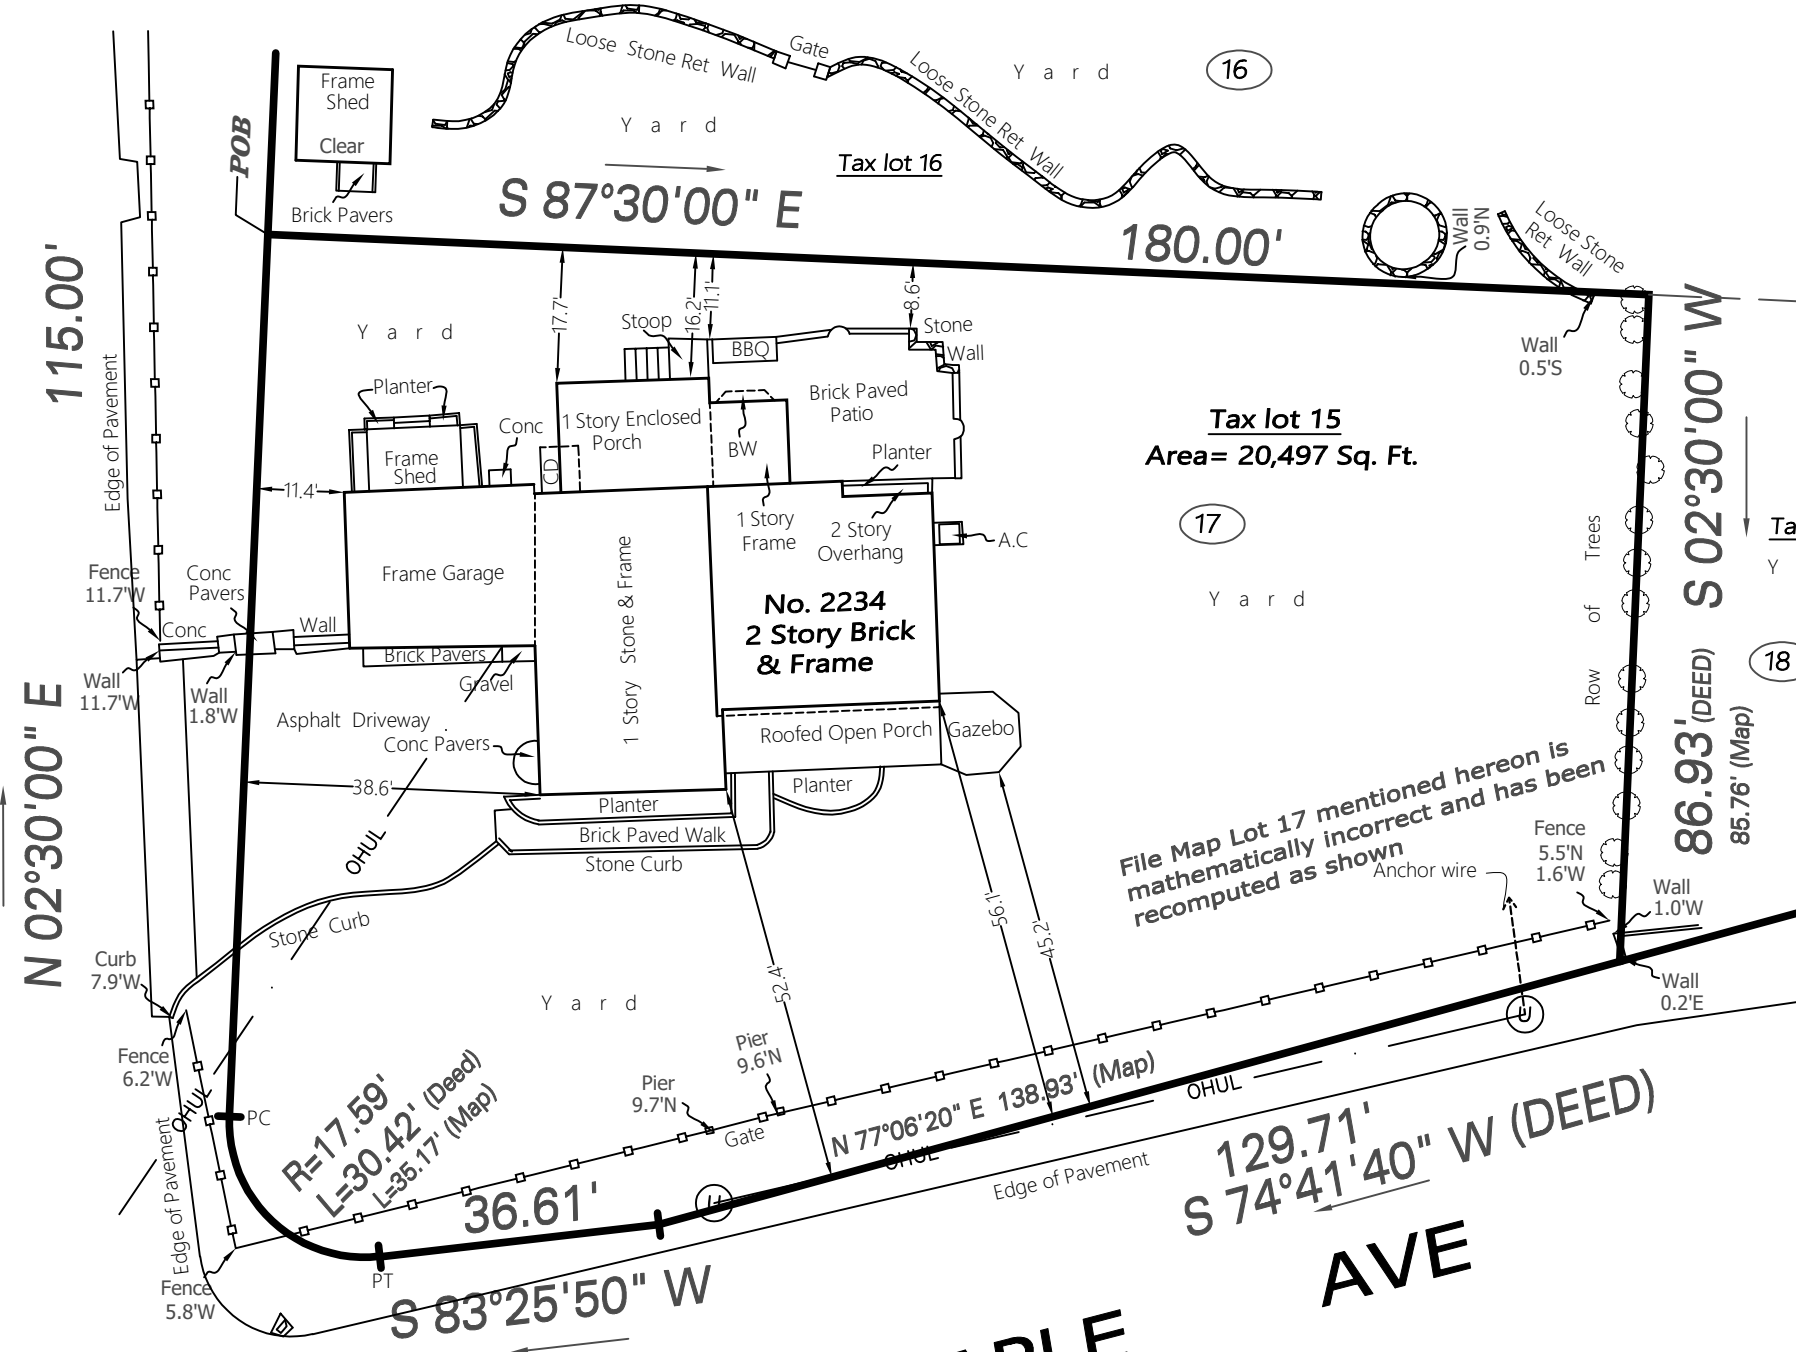 Frame
Shed
Clear
Brick Pavers
POB
Loose Stone Ret Wall
Gate
Loose Stone Ret Wall
Yard
16
Yard
Tax lot 16
S 87°30'00" E
180.00'
Wall
0.9'N
Loose Stone
Ret Wall
Wall
0.5'S
115.00'
N 02°30'00" E
Edge of Pavement
Yard
17.7'
16.2'
11.1'
8.6'
Stoop
BBQ
Stone
Wall
Planter
Frame
Shed
Conc
CD
1 Story Enclosed
Porch
BW
Brick Paved
Patio
Planter
11.4'
1 Story
Frame
2 Story
Overhang
A.C
Tax lot 15
Area= 20,497 Sq. Ft.
17
Yard
S 02°30'00" W
86.93' (DEED)
85.76' (Map)
Row of Trees
Ta
Y
18
Fence
11.7'W
Conc
Pavers
Conc
Wall
Wall
11.7'W
Wall
1.8'W
Frame Garage
1 Story Stone & Frame
No. 2234
2 Story Brick
& Frame
Brick Pavers
Gravel
Asphalt Driveway
Conc Pavers
38.6'
Roofed Open Porch
Gazebo
Planter
Planter
Brick Paved Walk
Stone Curb
OHUL
Stone Curb
File Map Lot 17 mentioned hereon is
mathematically incorrect and has been
recomputed as shown
Anchor wire
Fence
5.5'N
1.6'W
Wall
1.0'W
Wall
0.2'E
U
56.1'
45.2'
52.4'
Curb
7.9'W
Fence
6.2'W
OHUL
PC
Edge of Pavement
Fence
5.8'W
PT
Yard
R=17.59'
L=30.42' (Deed)
L=35.17' (Map)
36.61'
S 83°25'50" W
Pier
9.7'N
Pier
9.6'N
Gate
U
N 77°06'20" E 138.93' (Map)
OHUL
OHUL
Edge of Pavement
129.71'
S 74°41'40" W (DEED)
AVE